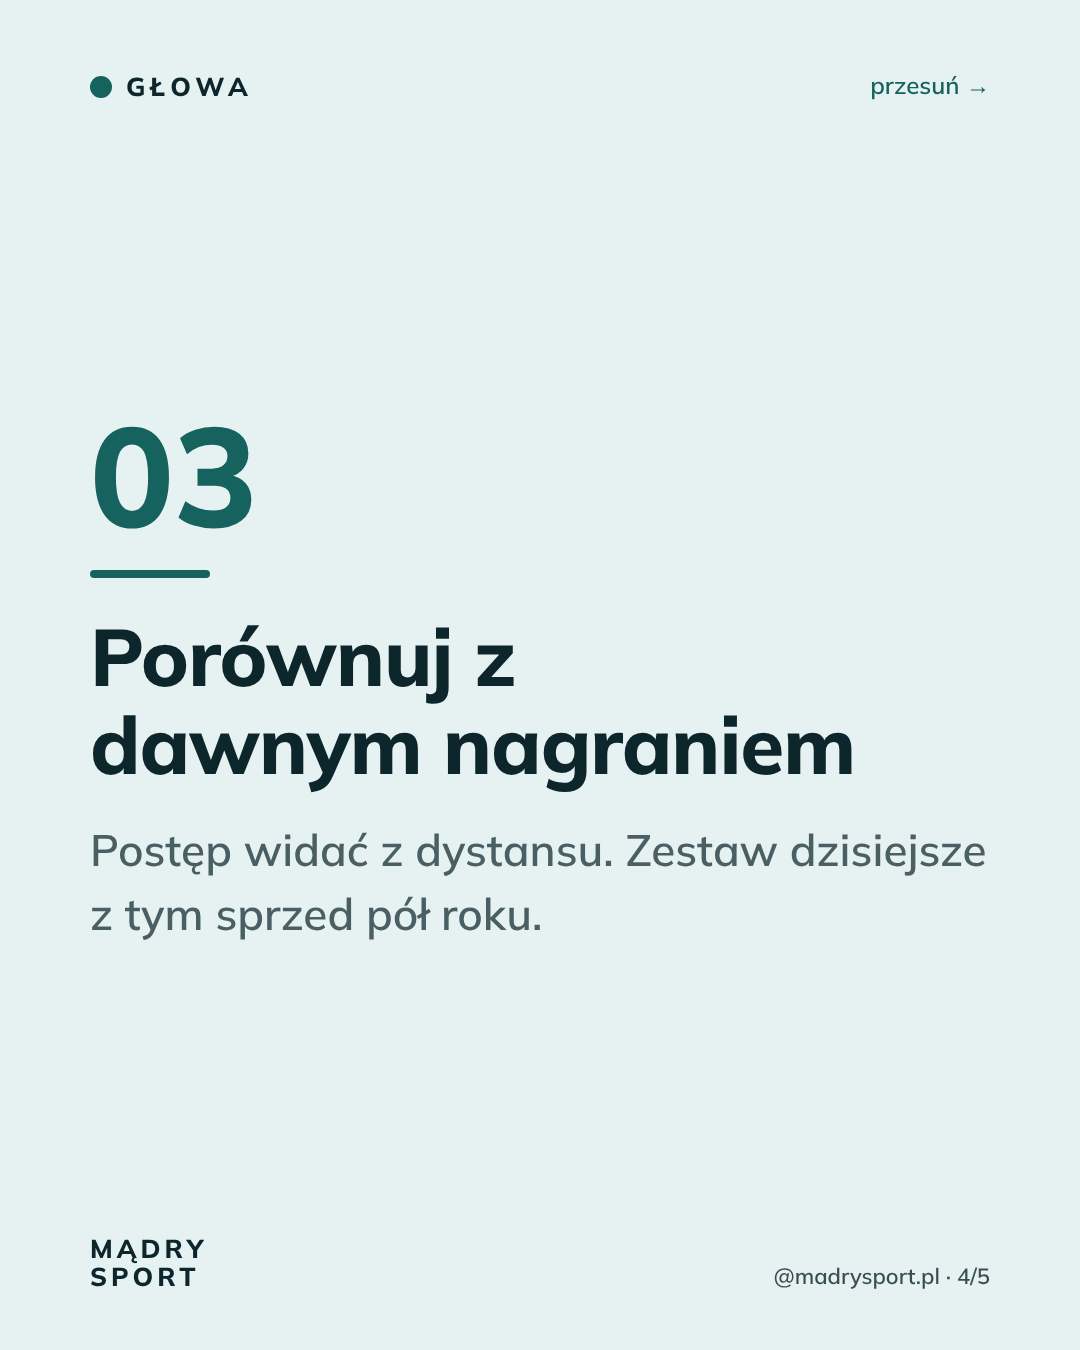 GŁOWA
przesuń →
03
Porównuj z
dawnym nagraniem
Postęp widać z dystansu. Zestaw dzisiejsze
z tym sprzed pół roku.
MĄDRY
SPORT
@madrysport.pl · 4/5